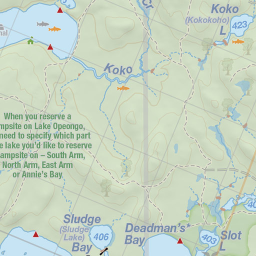 Koko
(Kokokoho)
L
423
Koko
When you reserve a
campsite on Lake Opeongo,
need to specify which part
lake you'd like to reserve
campsite on – South Arm,
North Arm, East Arm
or Annie's Bay
Sludge
(Sludge
Lake)
Bay
406
Deadman's
Bay
403
Slot
L